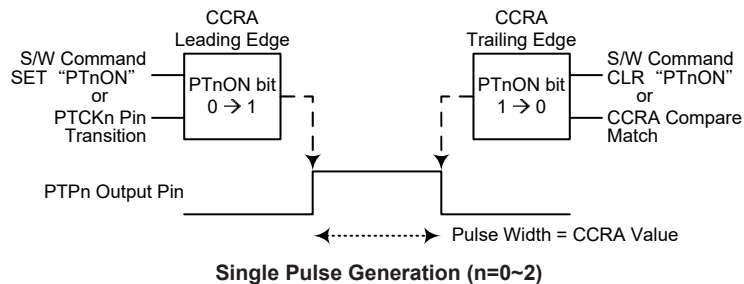 CCRA
Leading Edge
S/W Command
SET “PTnON”
or
PTCKn Pin
Transition
PTnON bit
0 → 1
CCRA
Trailing Edge
PTnON bit
1 → 0
S/W Command
CLR “PTnON”
or
CCRA Compare
Match
PTPn Output Pin
Pulse Width = CCRA Value
Single Pulse Generation (n=0~2)